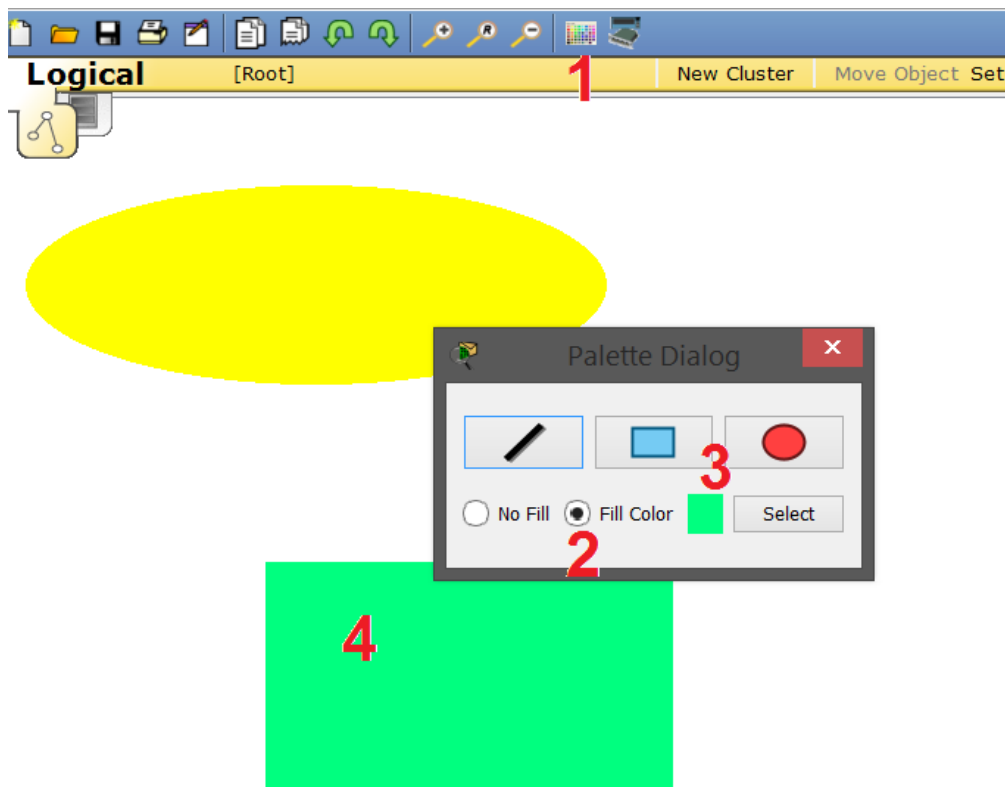 R
Logical [Root] New Cluster Move Object Set
1
Palette Dialog
3
No Fill Fill Color Select
2
4